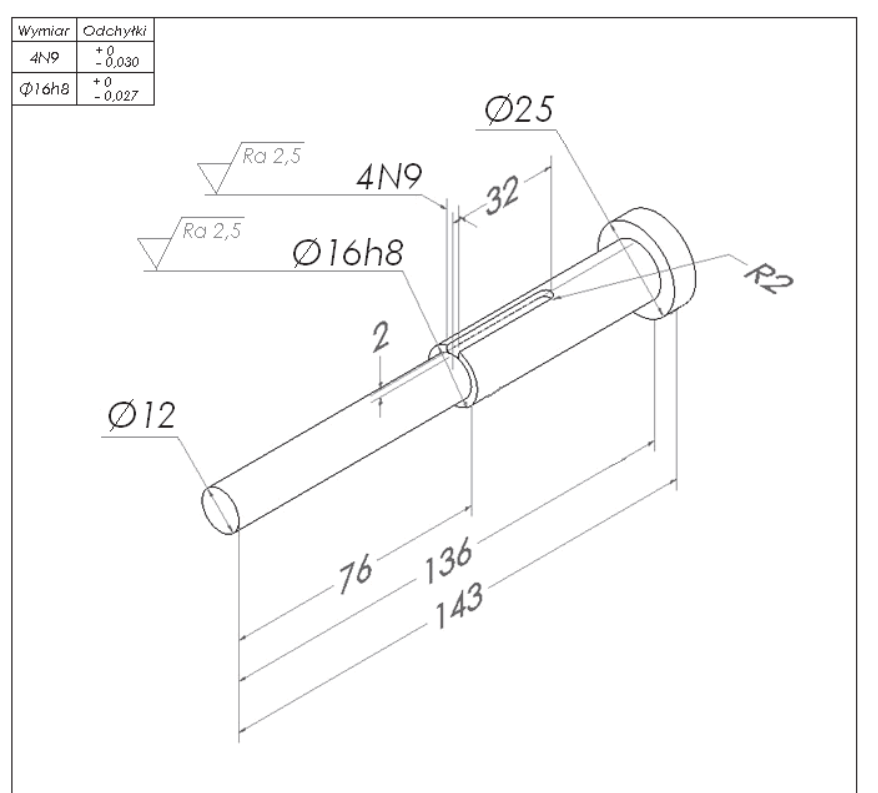 Wymiar Odchyłki
4N9 +0 -0,030
Ø16h8 +0 -0,027
Ø25
Ra 2,5
4N9
32
Ra 2,5
Ø16h8
R2
2
Ø12
76
136
143